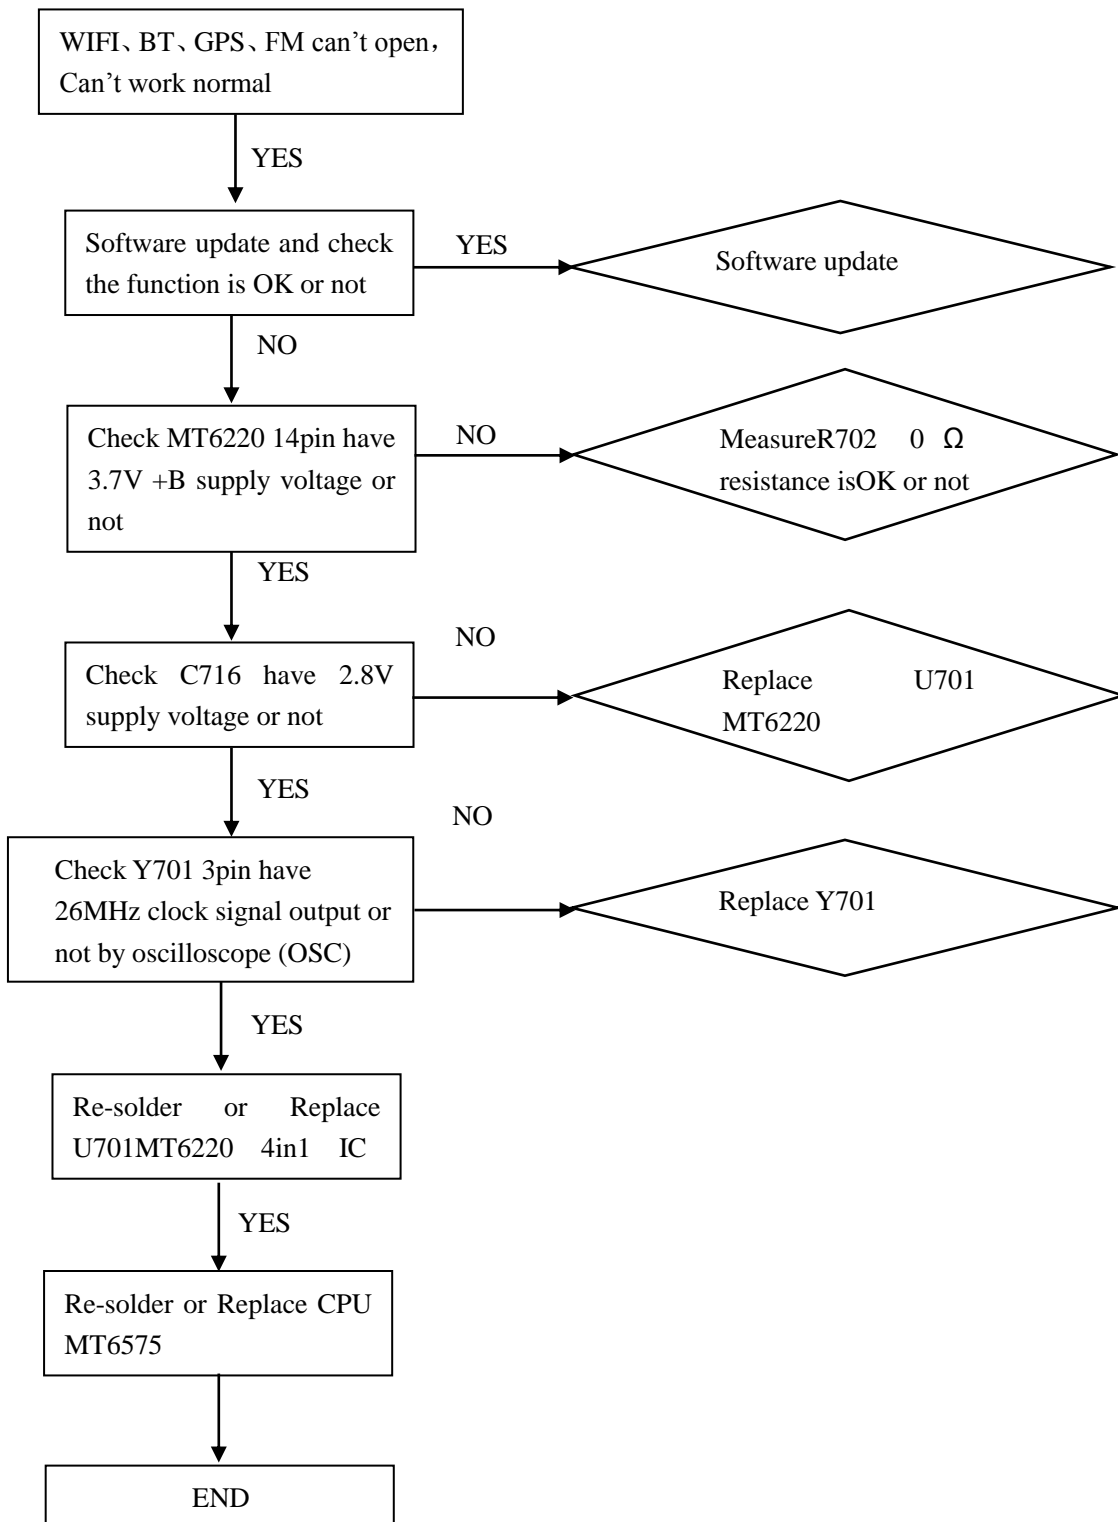 WIFI、BT、GPS、FM can't open，
Can't work normal
YES
Software update and check
the function is OK or not
YES
Software update
NO
Check MT6220 14pin have
3.7V +B supply voltage or
not
NO
MeasureR702 0 Ω
resistance isOK or not
YES
Check C716 have 2.8V
supply voltage or not
NO
Replace U701
MT6220
YES
Check Y701 3pin have
26MHz clock signal output or
not by oscilloscope (OSC)
NO
Replace Y701
YES
Re-solder or Replace
U701MT6220 4in1 IC
YES
Re-solder or Replace CPU
MT6575
END